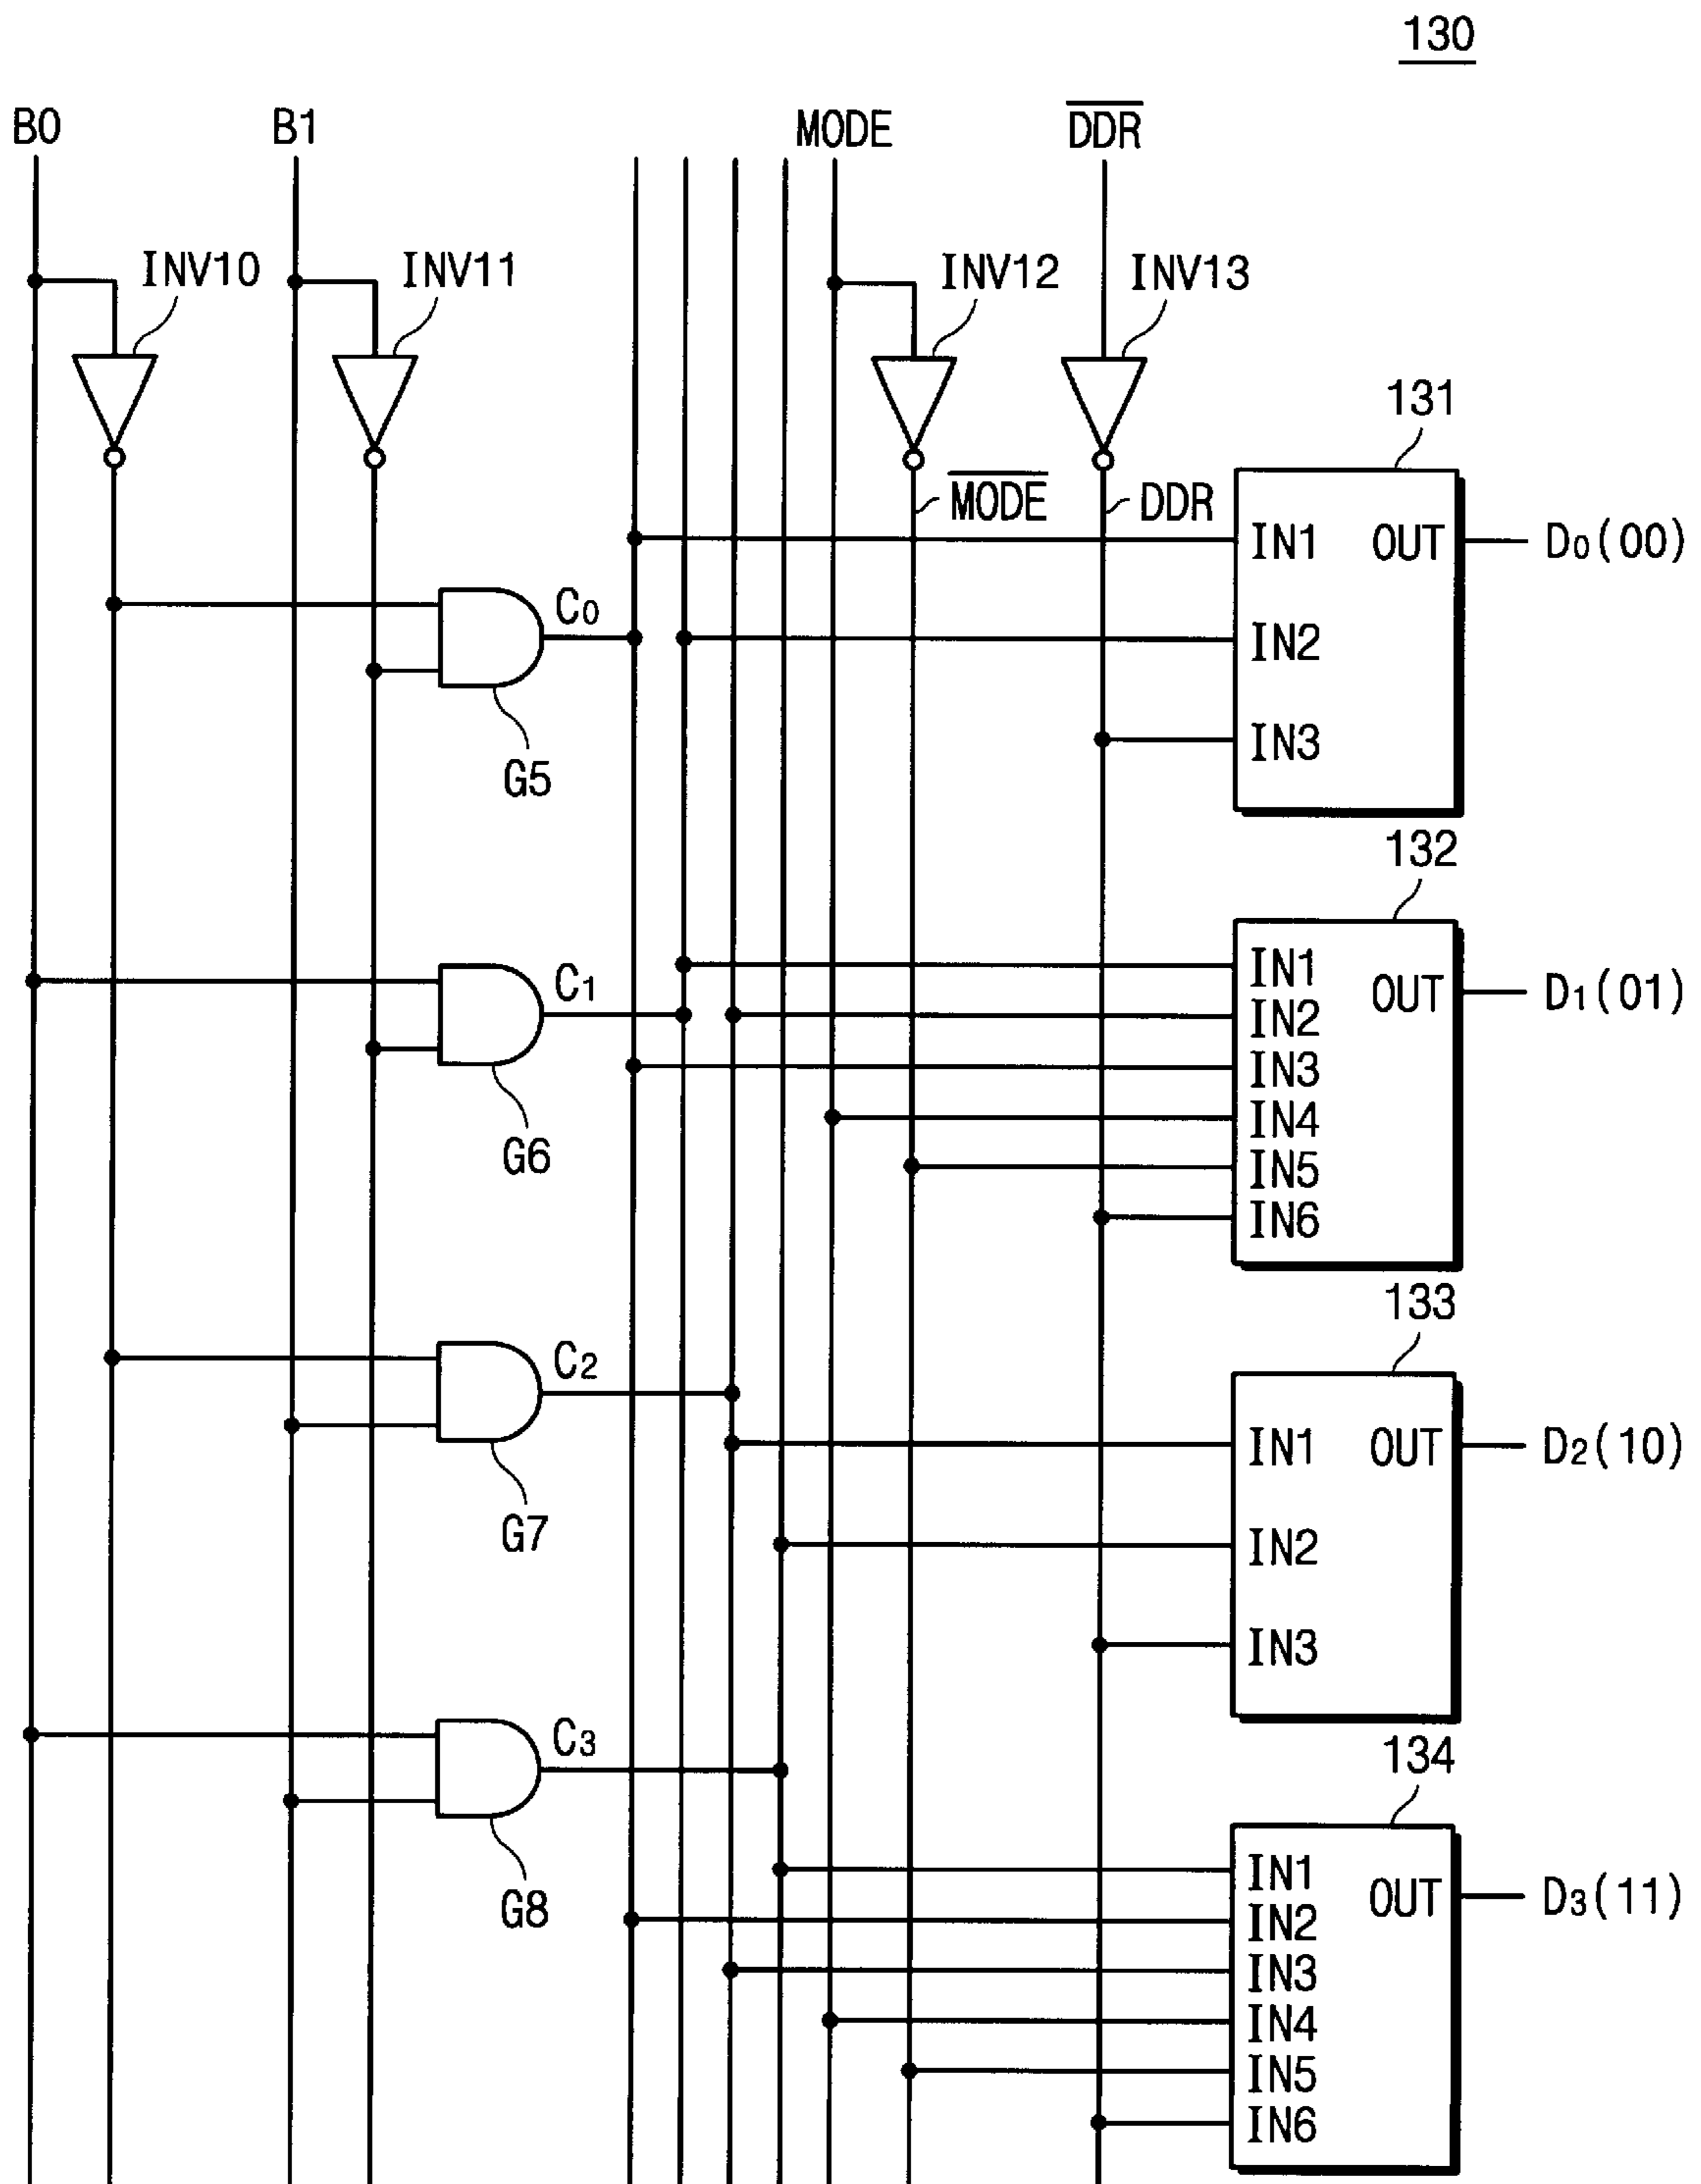 130
B0 B1 MODE D̅D̅R̅
INV10 INV11 INV12 INV13
131
M̅O̅D̅E̅ DDR
IN1 OUT D₀(00)
C₀
IN2
IN3
G5
132
IN1
C₁ OUT D₁(01)
IN2
IN3
IN4
G6 IN5
IN6
133
C₂
IN1 OUT D₂(10)
G7 IN2
IN3
C₃ 134
IN1
G8 OUT D₃(11)
IN2
IN3
IN4
IN5
IN6